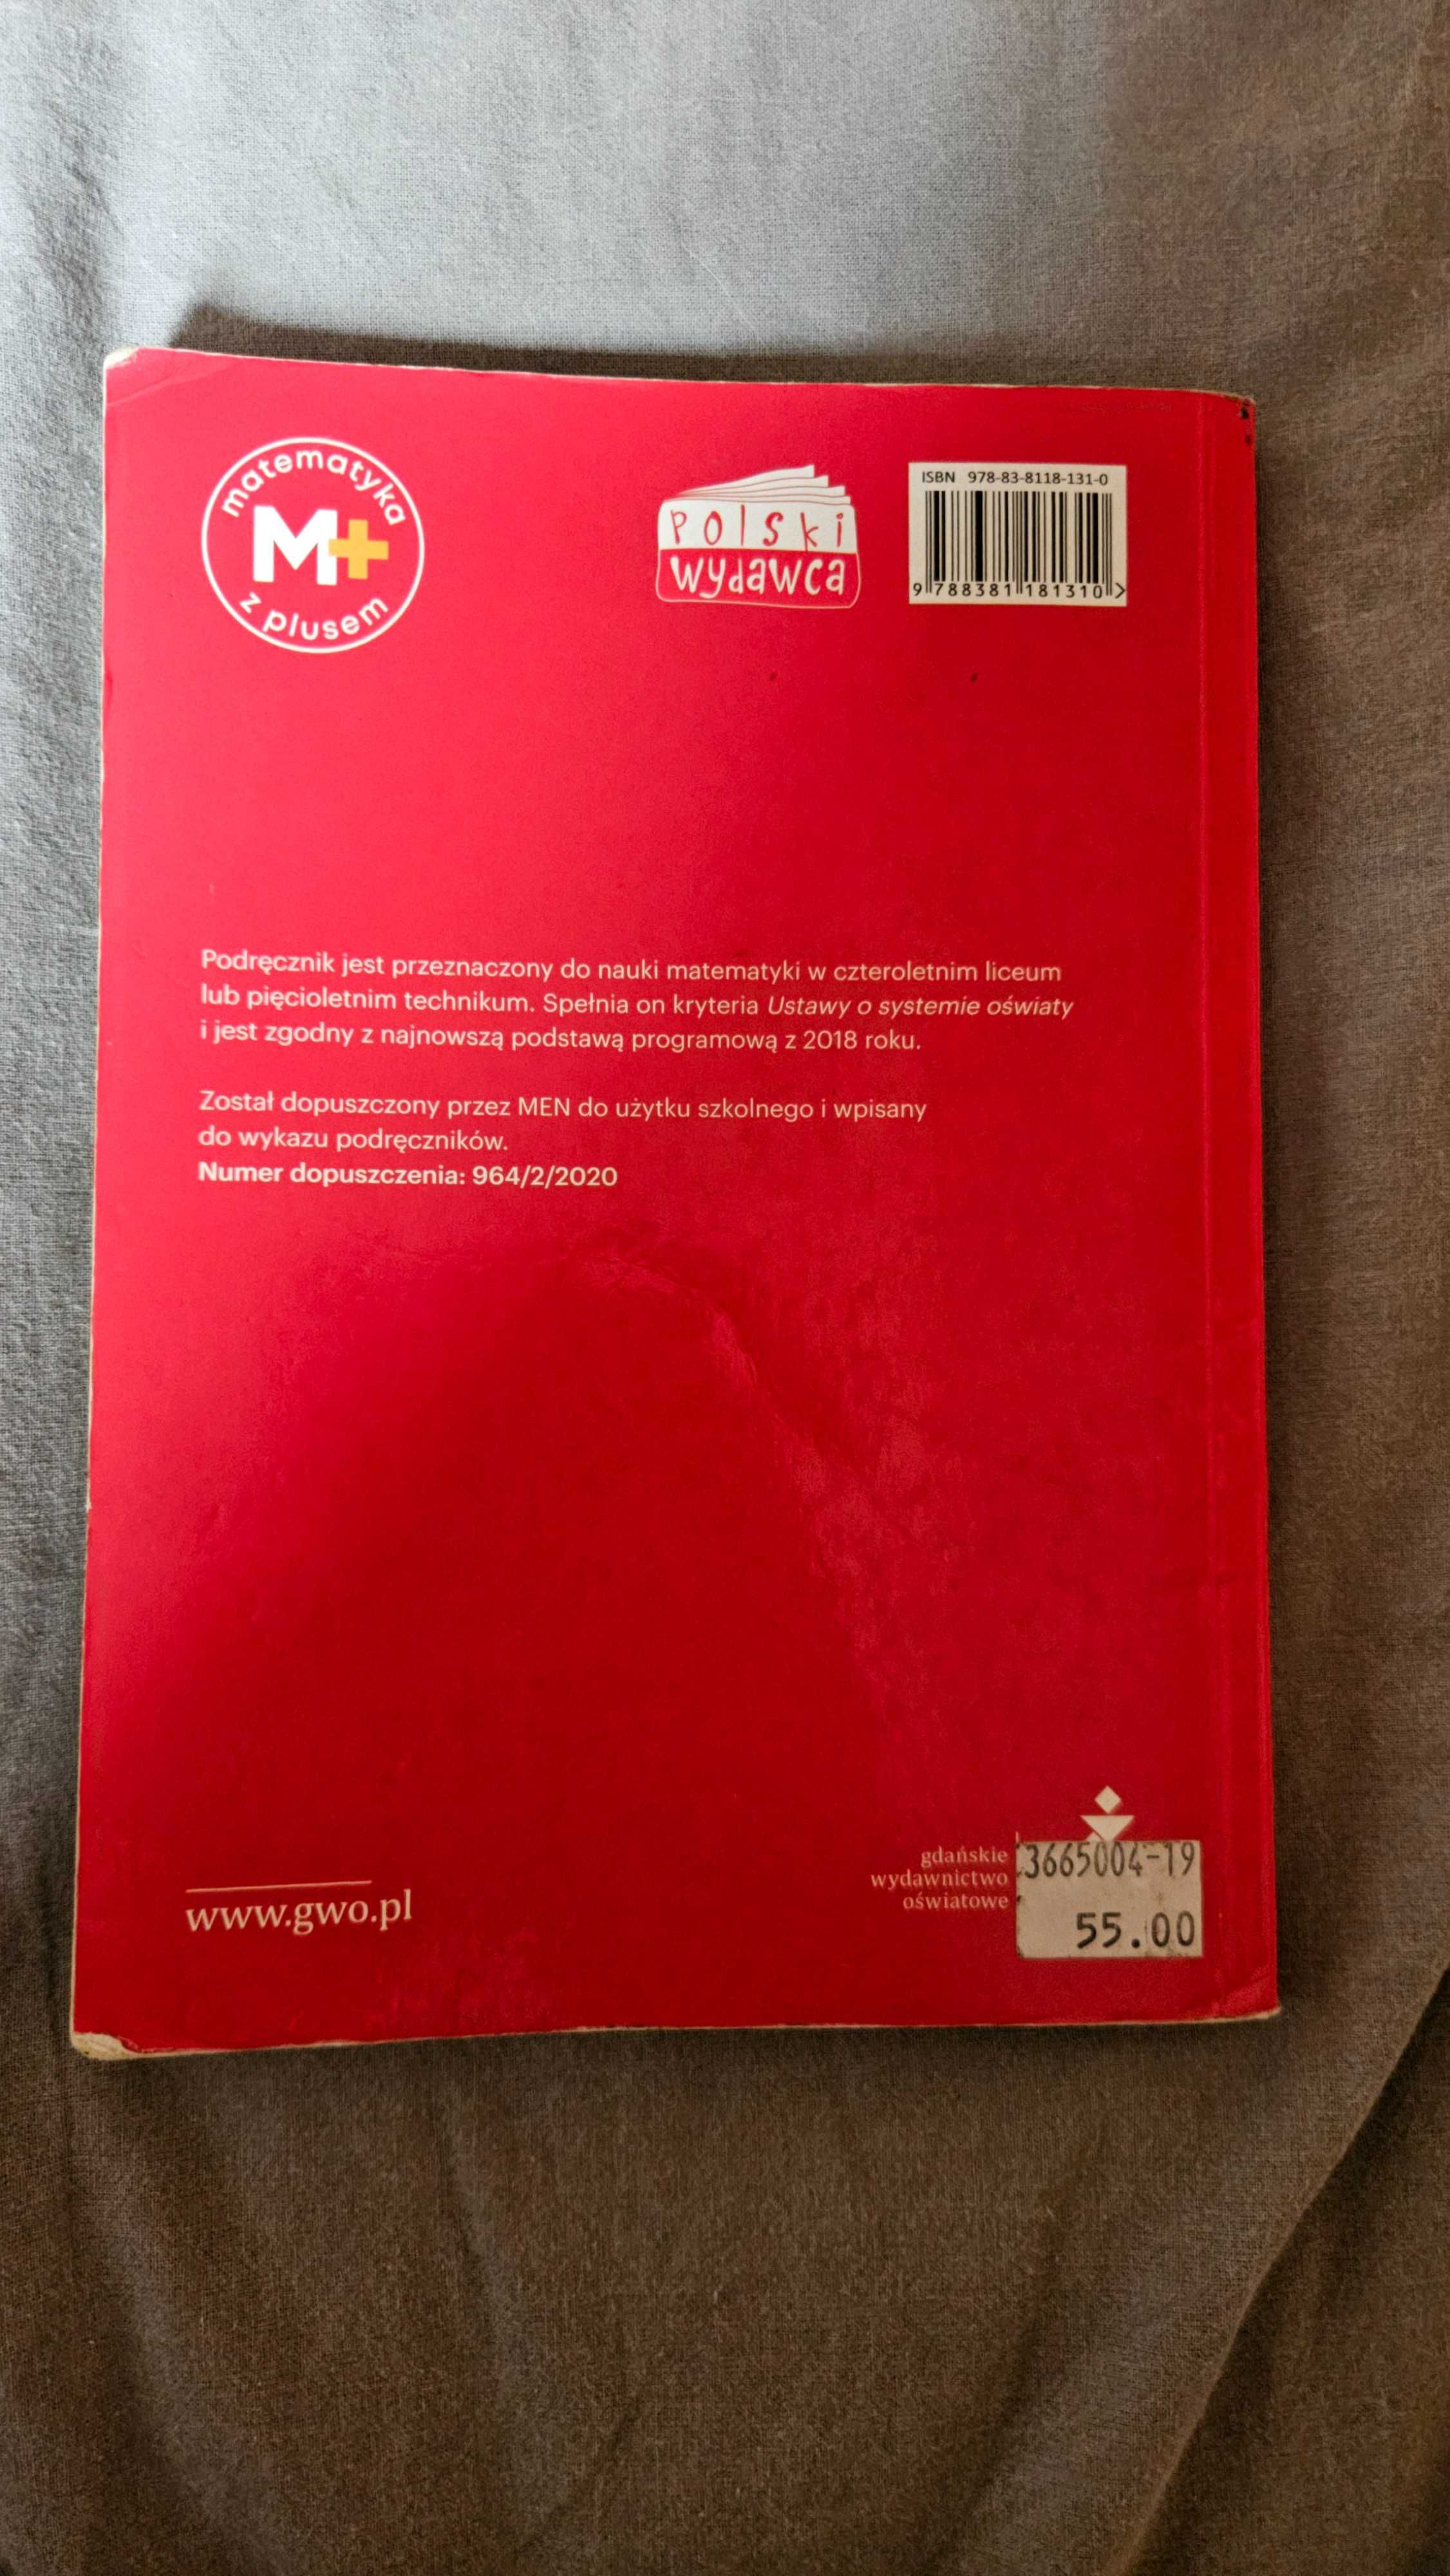 matematyka
M+
z plusem
polski
wydawca
ISBN 978-83-8118-131-0
9 788381 181310 >
Podręcznik jest przeznaczony do nauki matematyki w czteroletnim liceum
lub pięcioletnim technikum. Spełnia on kryteria Ustawy o systemie oświaty
i jest zgodny z najnowszą podstawą programową z 2018 roku.
Został dopuszczony przez MEN do użytku szkolnego i wpisany
do wykazu podręczników.
Numer dopuszczenia: 964/2/2020
www.gwo.pl
gdańskie
wydawnictwo
oświatowe
3665004-19
55.00